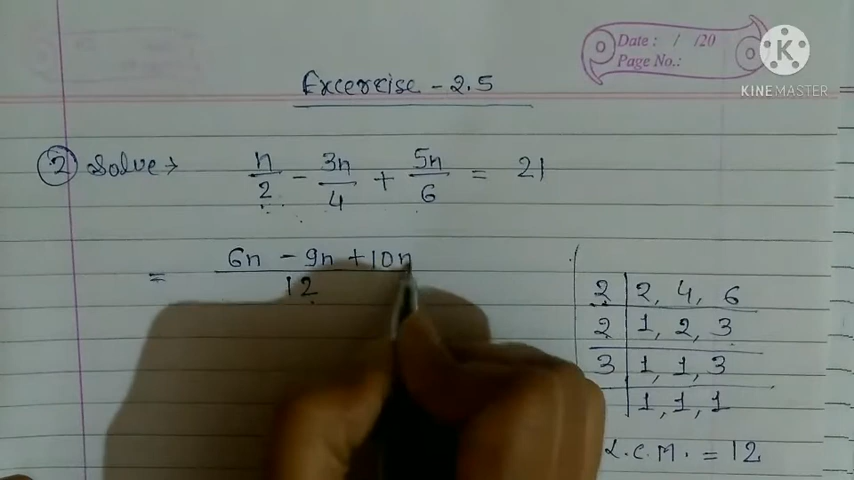 Date : / /20
Page No.:
KINEMASTER
Excercise - 2.5
2 Solve → n/2 - 3n/4 + 5n/6 = 21
= 6n - 9n + 10n / 12
2 | 2, 4, 6
2 | 1, 2, 3
3 | 1, 1, 3
1, 1, 1
L.C.M. = 12